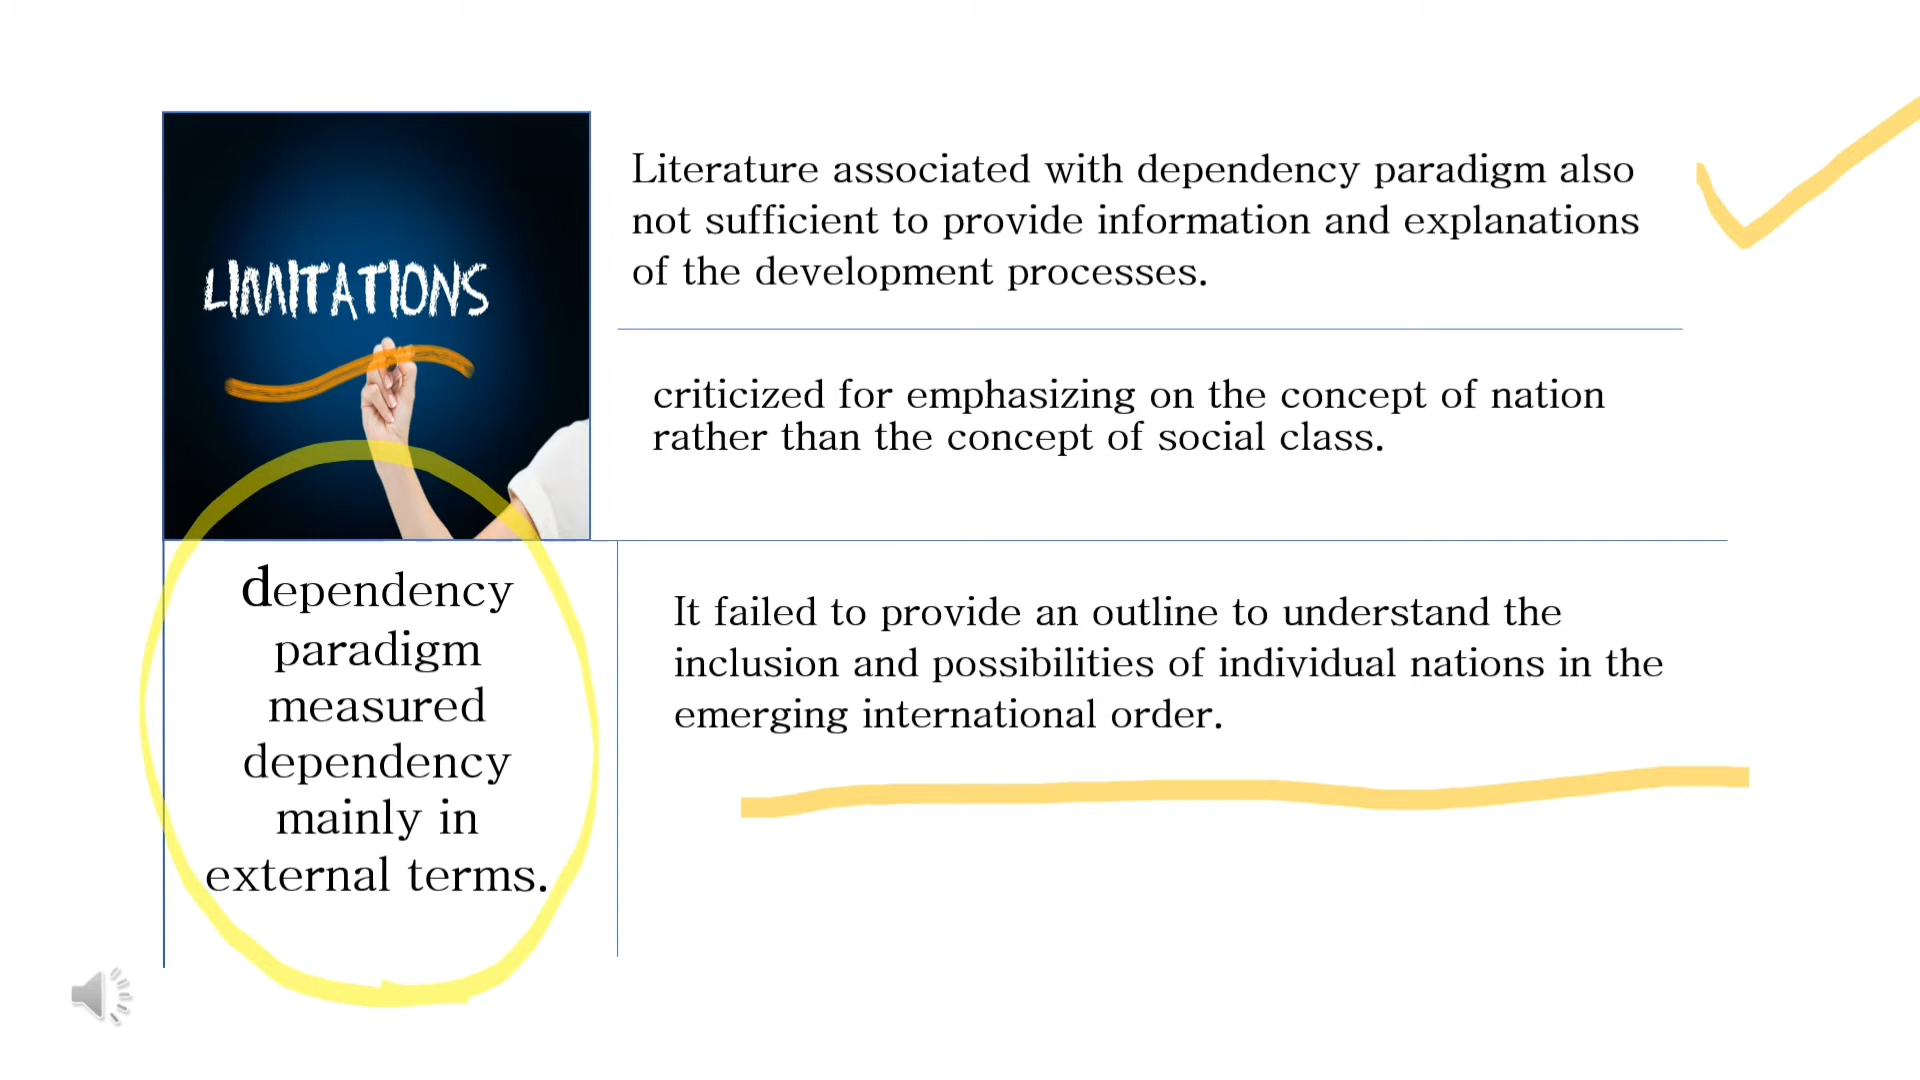 LIMITATIONS
Literature associated with dependency paradigm also
not sufficient to provide information and explanations
of the development processes.
criticized for emphasizing on the concept of nation
rather than the concept of social class.
dependency
paradigm
measured
dependency
mainly in
external terms.
It failed to provide an outline to understand the
inclusion and possibilities of individual nations in the
emerging international order.